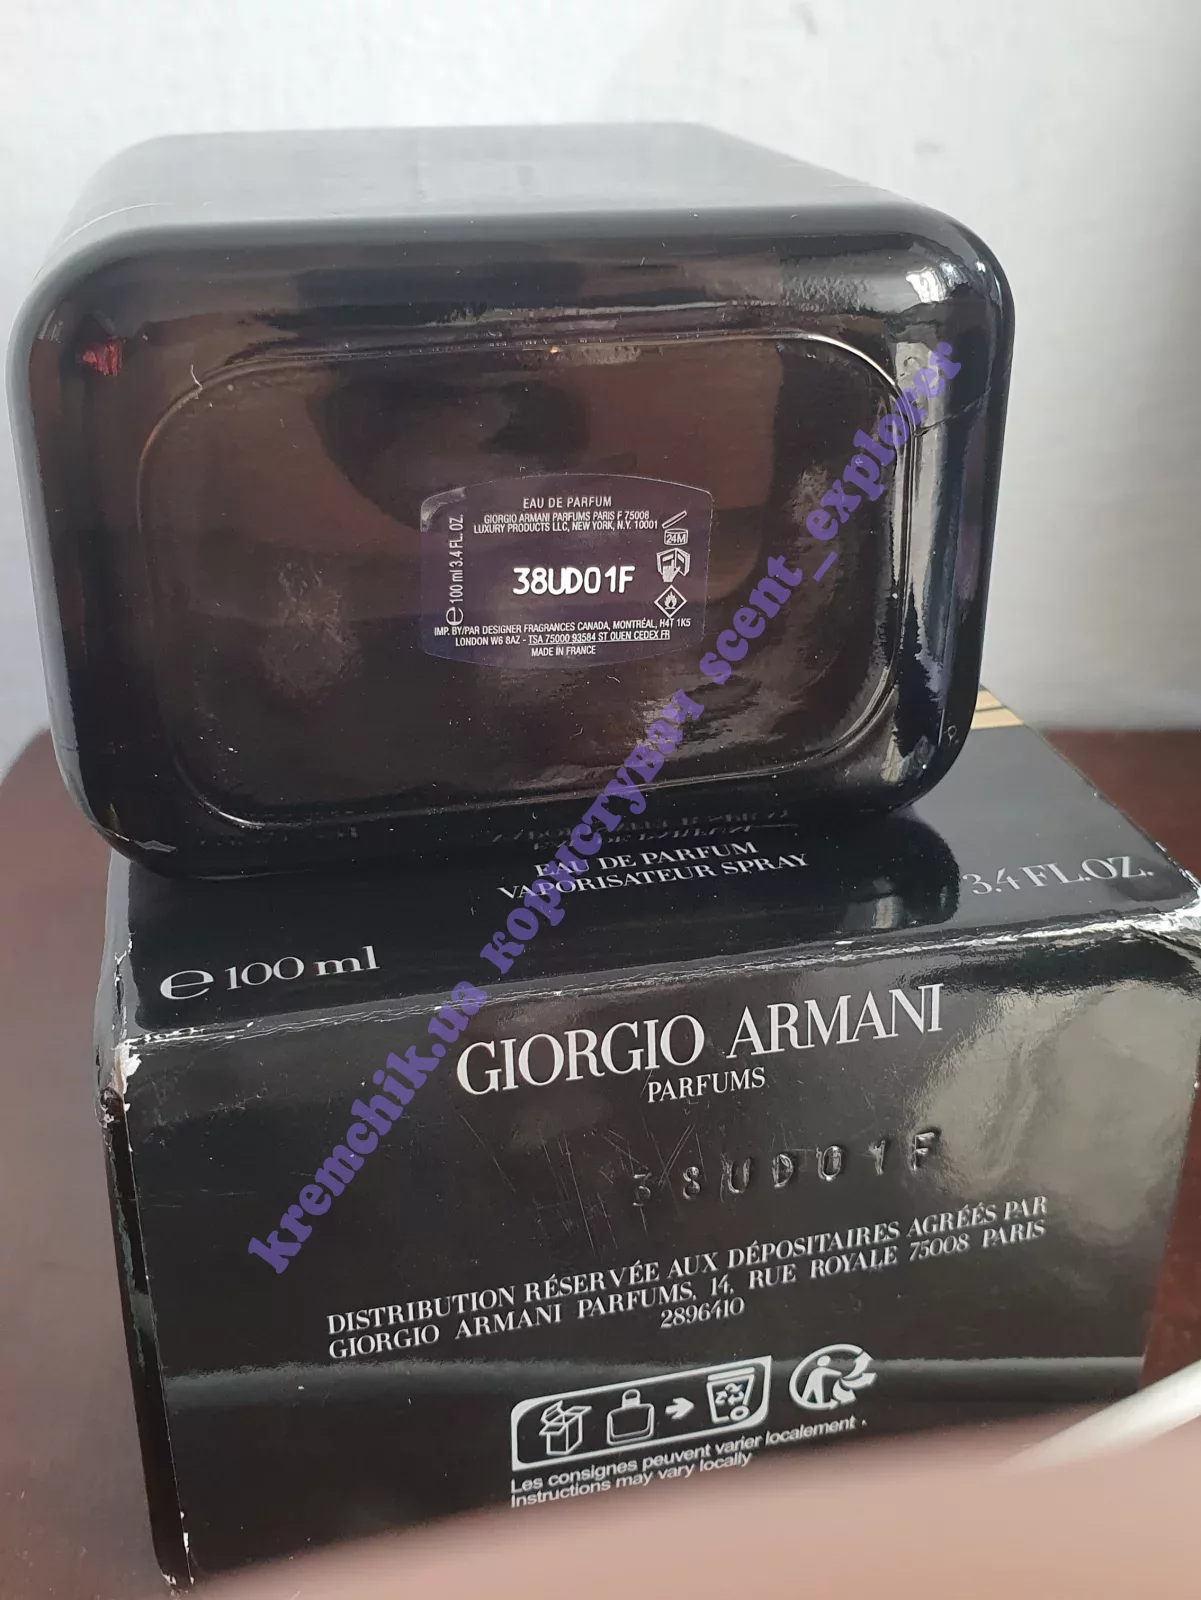 EAU DE PARFUM
GIORGIO ARMANI PARFUMS PARIS F 75008
LUXURY PRODUCTS LLC, NEW YORK, N.Y. 10001
24M
e 100 ml 3.4 FL. OZ.
38UD01F
IMP. BY/PAR DESIGNER FRAGRANCES CANADA, MONTRÉAL, H4T 1K5
LONDON W6 8AZ - TSA 75000 93584 ST OUEN CEDEX FR
MADE IN FRANCE
EAU DE PARFUM
VAPORISATEUR SPRAY
e 100 ml
3.4 FL.OZ.
GIORGIO ARMANI
PARFUMS
38UD01F
DISTRIBUTION RÉSERVÉE AUX DÉPOSITAIRES AGRÉÉS PAR
GIORGIO ARMANI PARFUMS, 14, RUE ROYALE 75008 PARIS
2896410
Les consignes peuvent varier localement.
Instructions may vary locally
kremchik.ua користувач scent_explorer